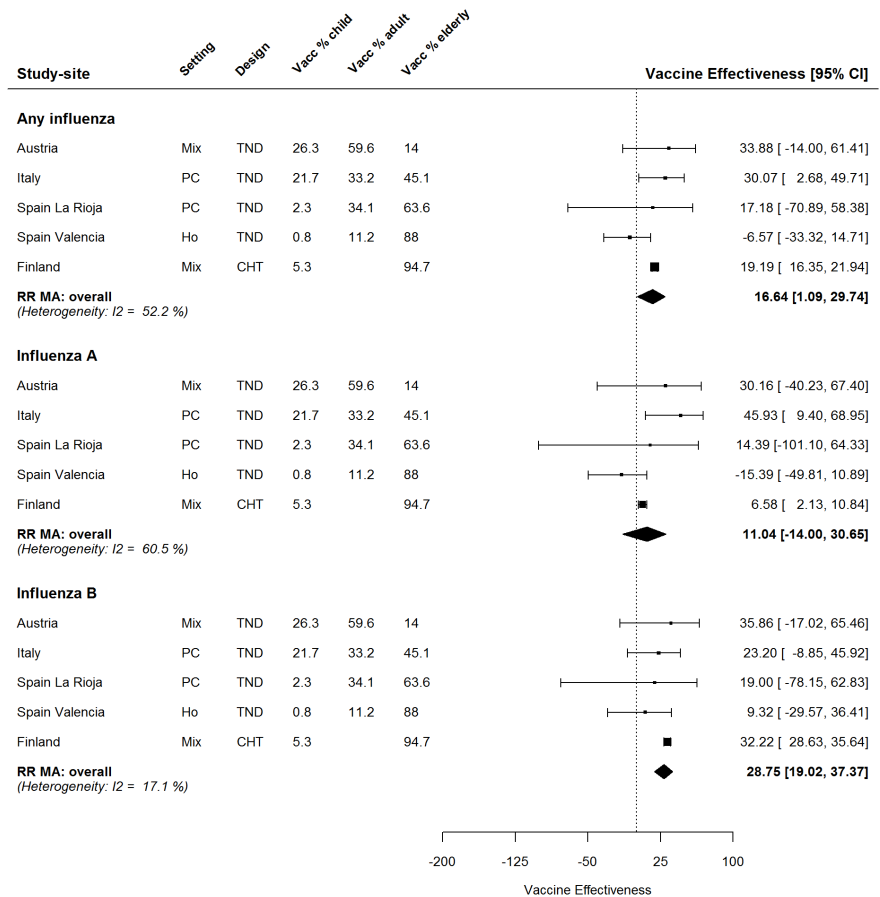 Study-site Setting Design Vacc % child Vacc % adult Vacc % elderly Vaccine Effectiveness [95% CI]
Any influenza
Austria Mix TND 26.3 59.6 14 33.88 [ -14.00, 61.41]
Italy PC TND 21.7 33.2 45.1 30.07 [ 2.68, 49.71]
Spain La Rioja PC TND 2.3 34.1 63.6 17.18 [ -70.89, 58.38]
Spain Valencia Ho TND 0.8 11.2 88 -6.57 [ -33.32, 14.71]
Finland Mix CHT 5.3 94.7 19.19 [ 16.35, 21.94]
RR MA: overall 16.64 [1.09, 29.74]
(Heterogeneity: I2 = 52.2 %)
Influenza A
Austria Mix TND 26.3 59.6 14 30.16 [ -40.23, 67.40]
Italy PC TND 21.7 33.2 45.1 45.93 [ 9.40, 68.95]
Spain La Rioja PC TND 2.3 34.1 63.6 14.39 [-101.10, 64.33]
Spain Valencia Ho TND 0.8 11.2 88 -15.39 [ -49.81, 10.89]
Finland Mix CHT 5.3 94.7 6.58 [ 2.13, 10.84]
RR MA: overall 11.04 [-14.00, 30.65]
(Heterogeneity: I2 = 60.5 %)
Influenza B
Austria Mix TND 26.3 59.6 14 35.86 [ -17.02, 65.46]
Italy PC TND 21.7 33.2 45.1 23.20 [ -8.85, 45.92]
Spain La Rioja PC TND 2.3 34.1 63.6 19.00 [ -78.15, 62.83]
Spain Valencia Ho TND 0.8 11.2 88 9.32 [ -29.57, 36.41]
Finland Mix CHT 5.3 94.7 32.22 [ 28.63, 35.64]
RR MA: overall 28.75 [19.02, 37.37]
(Heterogeneity: I2 = 17.1 %)
-200 -125 -50 25 100
Vaccine Effectiveness